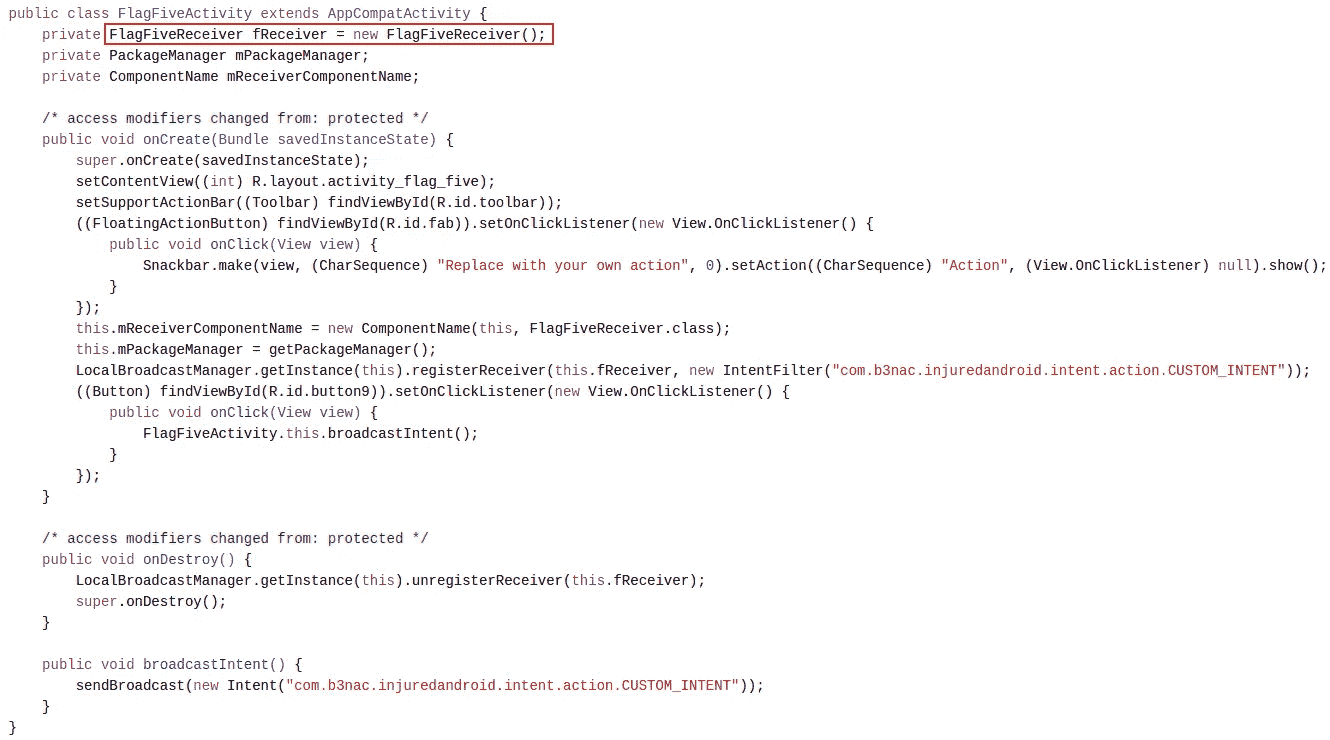 public class FlagFiveActivity extends AppCompatActivity {
    private FlagFiveReceiver fReceiver = new FlagFiveReceiver();
    private PackageManager mPackageManager;
    private ComponentName mReceiverComponentName;

    /* access modifiers changed from: protected */
    public void onCreate(Bundle savedInstanceState) {
        super.onCreate(savedInstanceState);
        setContentView((int) R.layout.activity_flag_five);
        setSupportActionBar((Toolbar) findViewById(R.id.toolbar));
        ((FloatingActionButton) findViewById(R.id.fab)).setOnClickListener(new View.OnClickListener() {
            public void onClick(View view) {
                Snackbar.make(view, (CharSequence) "Replace with your own action", 0).setAction((CharSequence) "Action", (View.OnClickListener) null).show();
            }
        });
        this.mReceiverComponentName = new ComponentName(this, FlagFiveReceiver.class);
        this.mPackageManager = getPackageManager();
        LocalBroadcastManager.getInstance(this).registerReceiver(this.fReceiver, new IntentFilter("com.b3nac.injuredandroid.intent.action.CUSTOM_INTENT"));
        ((Button) findViewById(R.id.button9)).setOnClickListener(new View.OnClickListener() {
            public void onClick(View view) {
                FlagFiveActivity.this.broadcastIntent();
            }
        });
    }

    /* access modifiers changed from: protected */
    public void onDestroy() {
        LocalBroadcastManager.getInstance(this).unregisterReceiver(this.fReceiver);
        super.onDestroy();
    }

    public void broadcastIntent() {
        sendBroadcast(new Intent("com.b3nac.injuredandroid.intent.action.CUSTOM_INTENT"));
    }
}